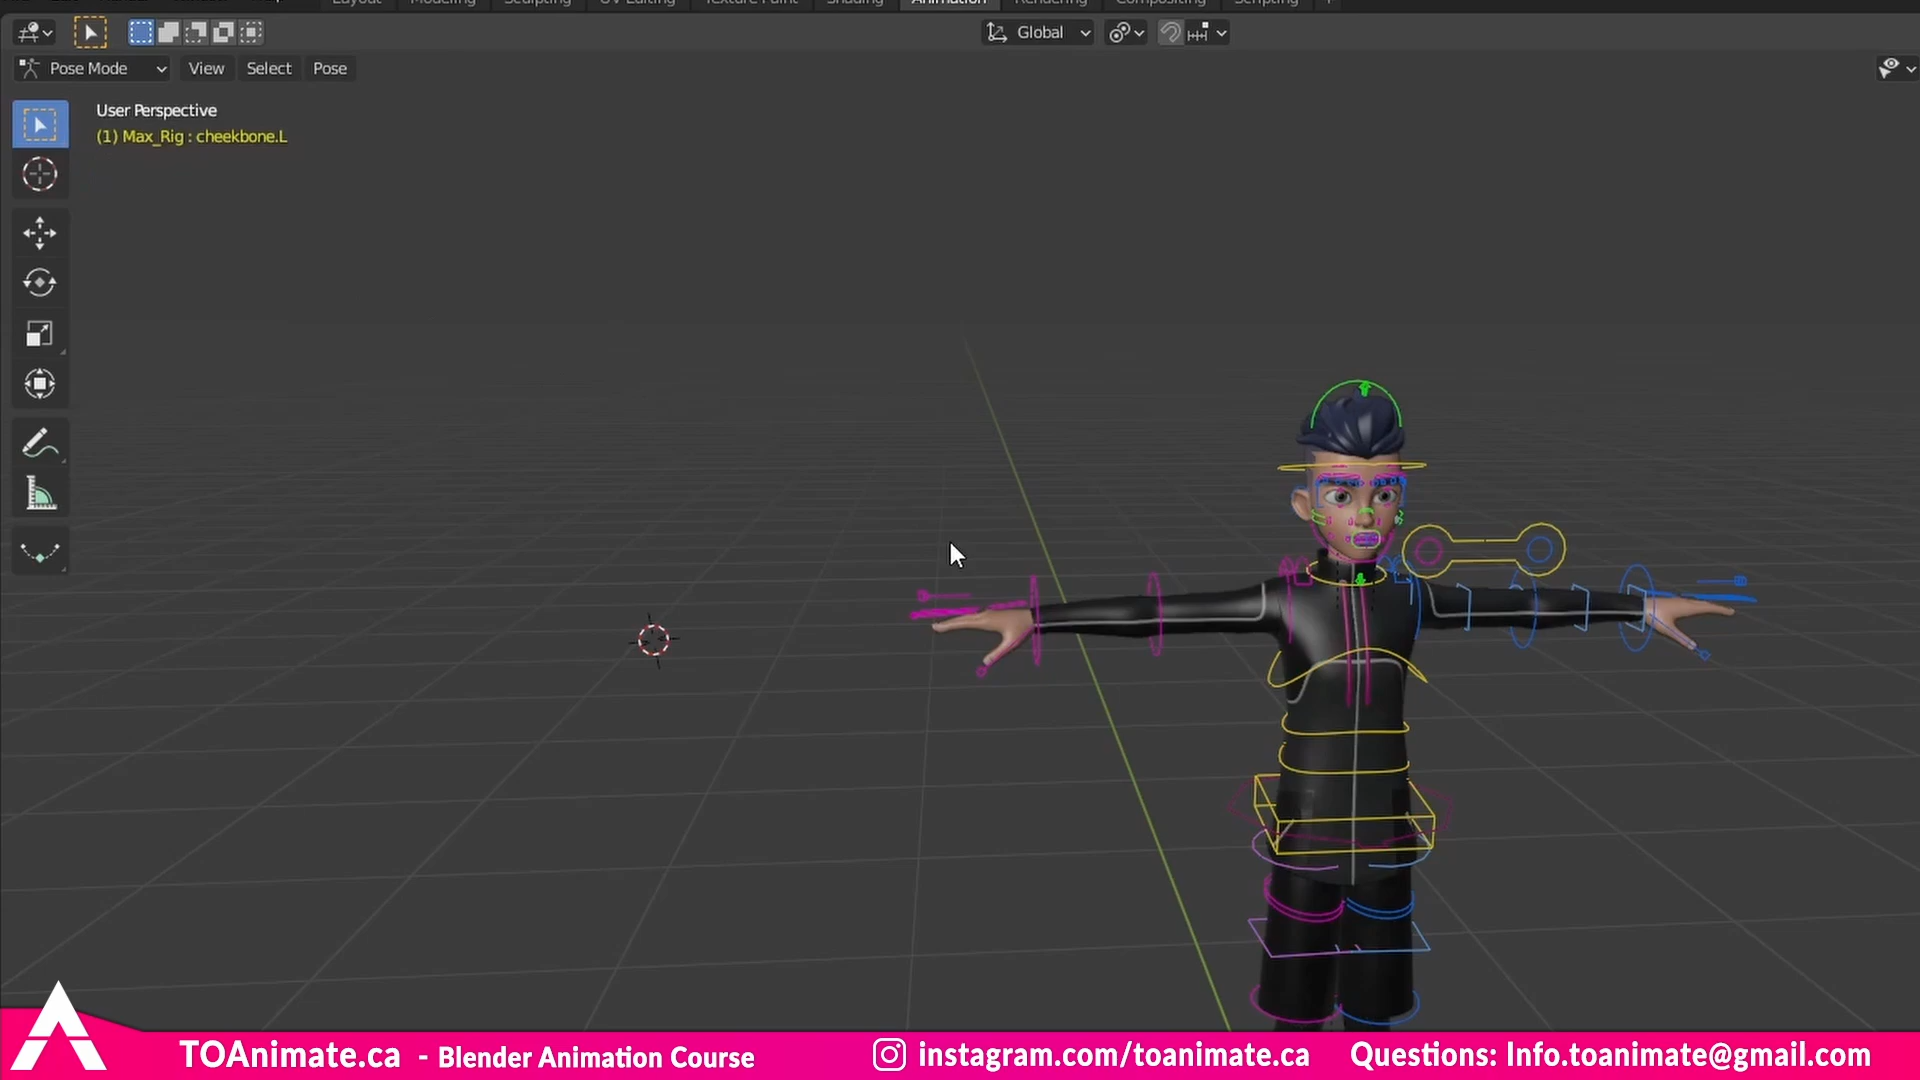 Layout Modeling Sculpting UV Editing Texture Paint Shading Animation Rendering Compositing Scripting +
Global
Pose Mode View Select Pose
User Perspective
(1) Max_Rig : cheekbone.L
TOAnimate.ca - Blender Animation Course instagram.com/toanimate.ca Questions: Info.toanimate@gmail.com